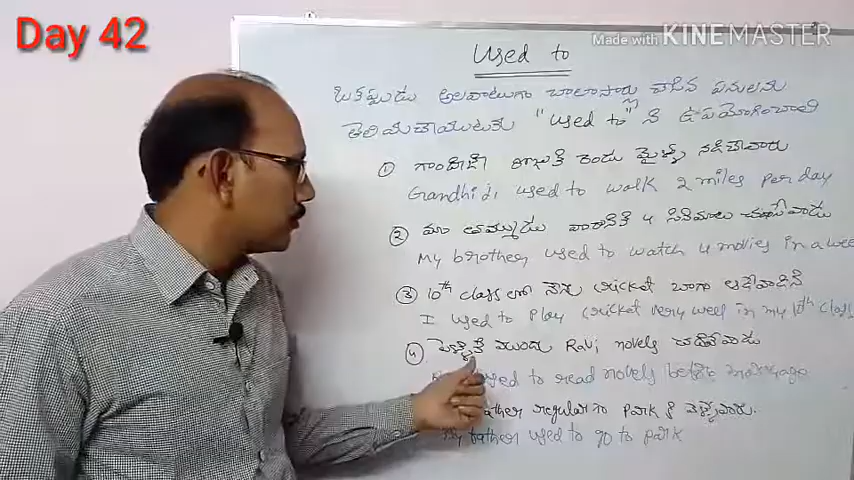 Day 42
Made with KINEMASTER
Used to
ఒకప్పుడు అలవాటుగా చాలాసార్లు చేసిన పనులను
తెలియచేయుటకు "used to" ని ఉపయోగించాలి
① గాంధీజీ రోజుకి రెండు మైళ్ళు నడిచేవారు
Gandhiji used to walk 2 miles per day
② మా తమ్ముడు వారానికి 4 సినిమాలు చూసేవాడు
My brother used to watch 4 movies in a wee
③ 10th class లో నేను cricket బాగా ఆడేవాడిని
I used to play cricket very well in my 10th class
④ పెళ్ళికి ముందు Ravi novels చదివేవాడు
used to read novels before marriage
father regular గా park కి వెళ్ళేవారు.
My father used to go to park